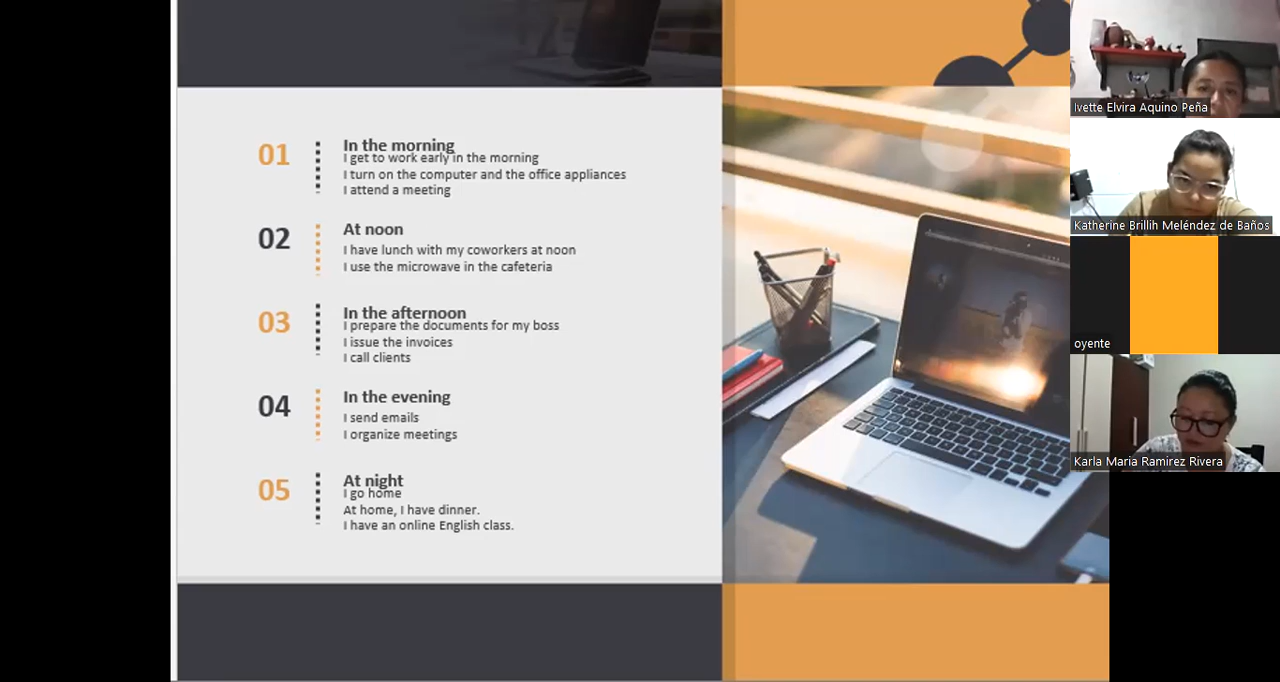 01
In the morning
I get to work early in the morning
I turn on the computer and the office appliances
I attend a meeting
02
At noon
I have lunch with my coworkers at noon
I use the microwave in the cafeteria
03
In the afternoon
I prepare the documents for my boss
I issue the invoices
I call clients
04
In the evening
I send emails
I organize meetings
05
At night
I go home
At home, I have dinner.
I have an online English class.
Ivette Elvira Aquino Peña
Katherine Brillih Meléndez de Baños
oyente
Karla Maria Ramirez Rivera